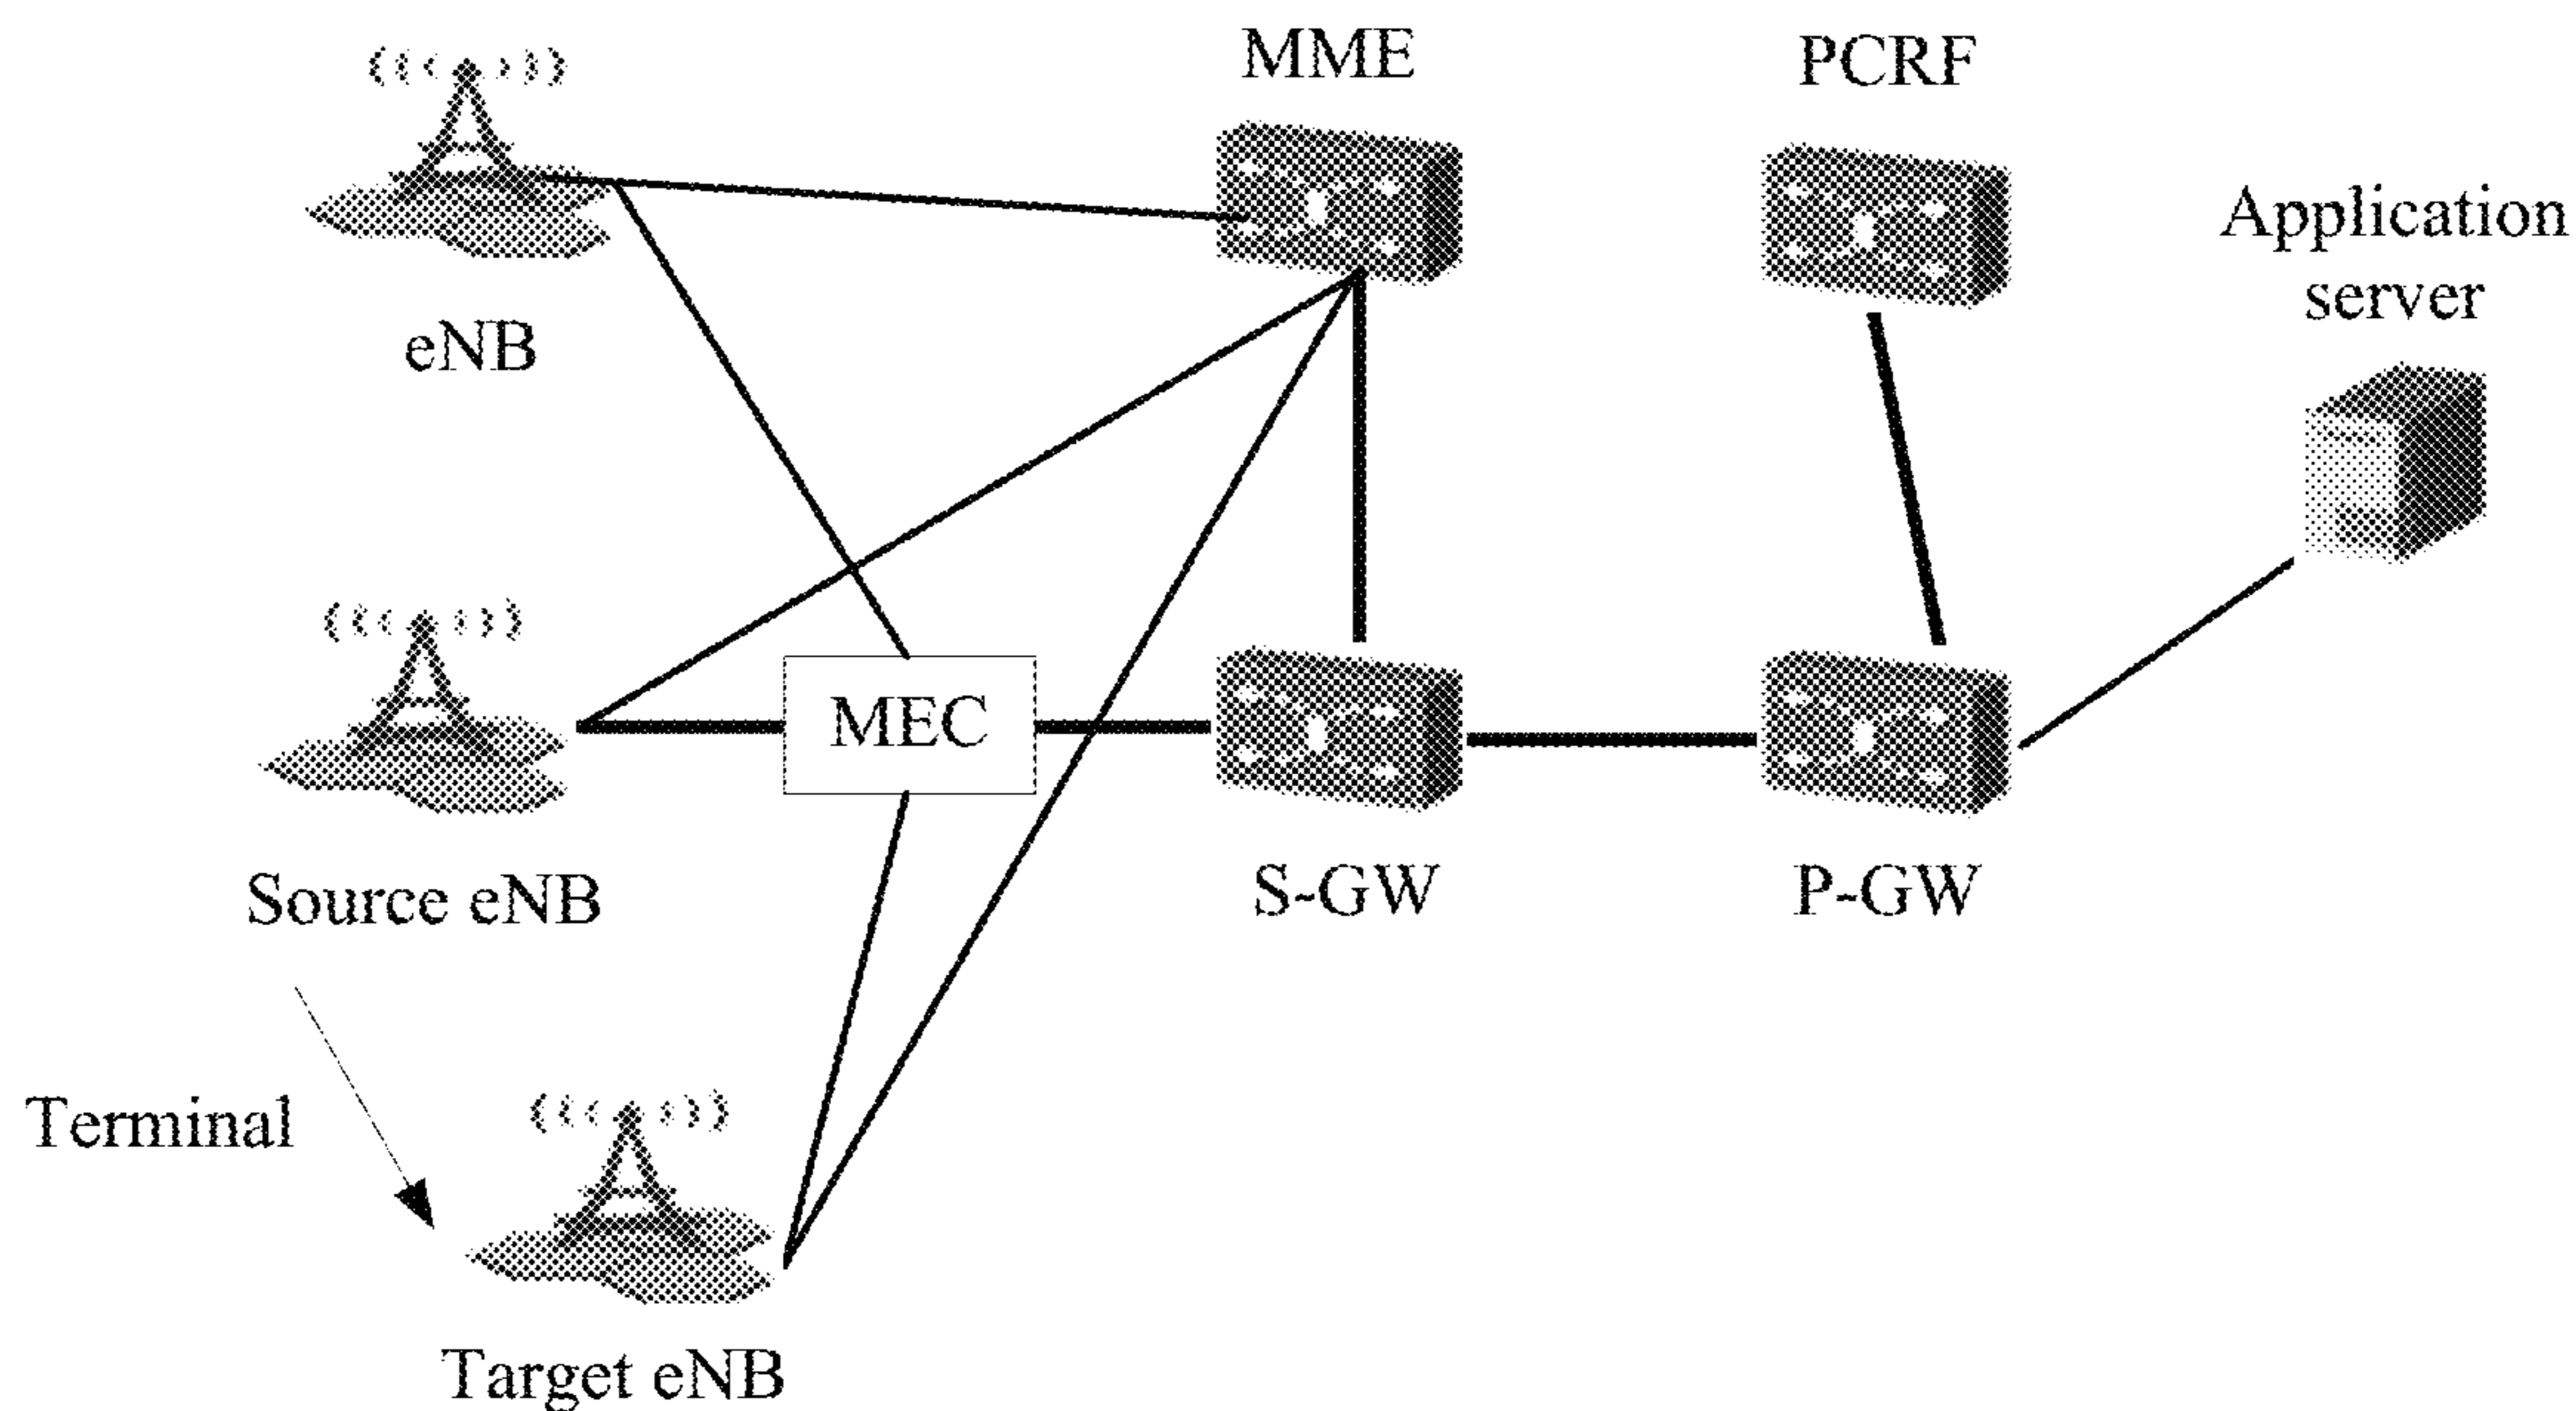 MME
PCRF
Application
server
eNB
MEC
Source eNB
S-GW
P-GW
Terminal
Target eNB